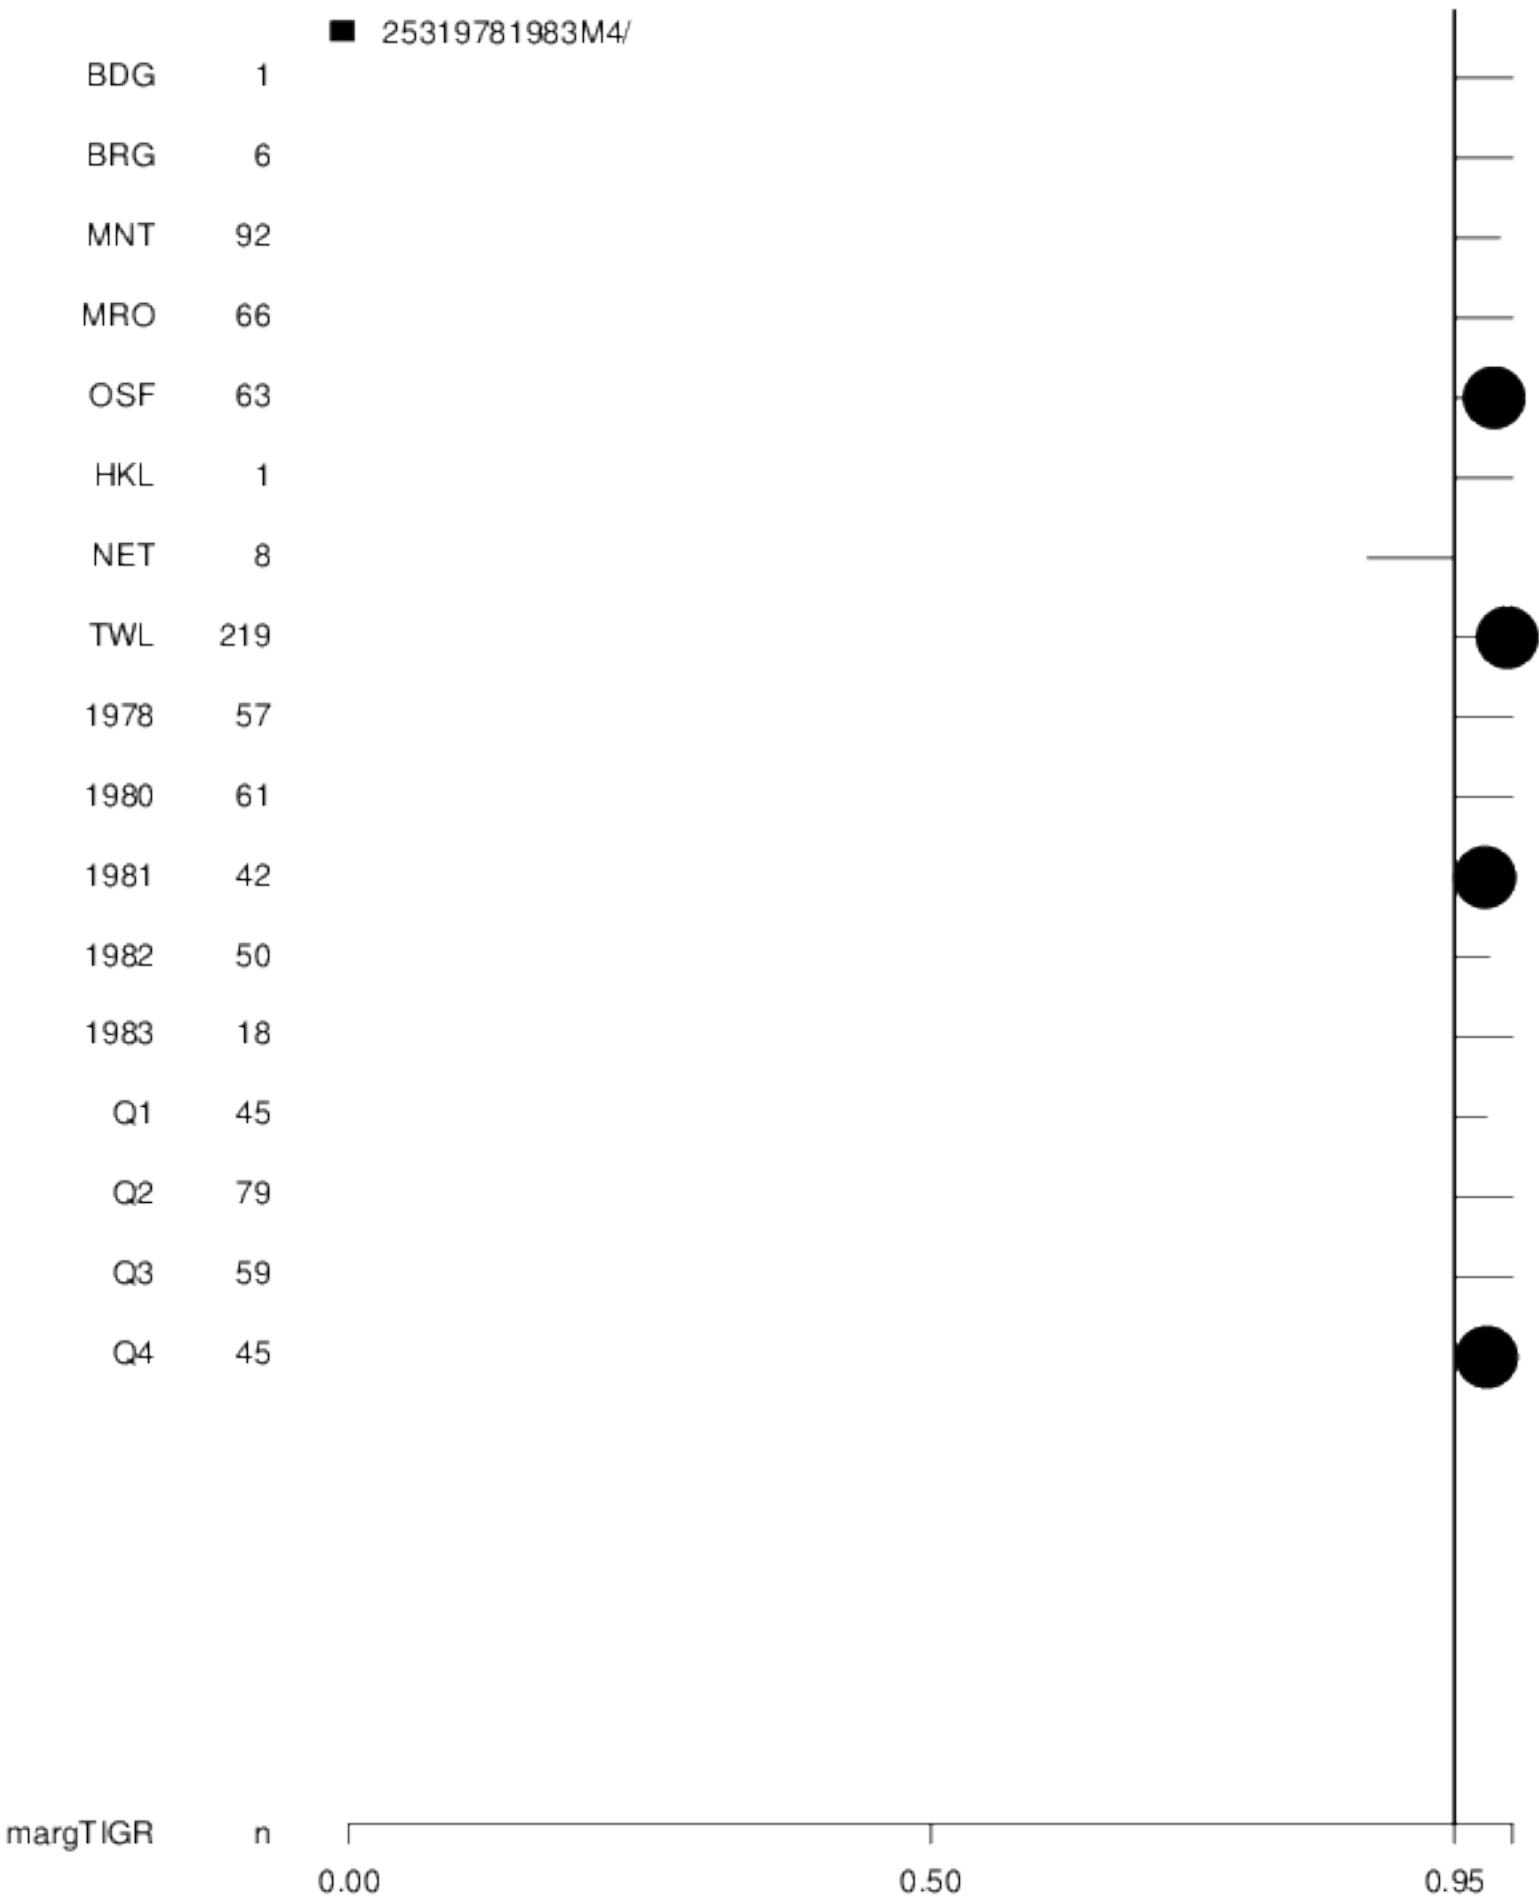 25319781983M4/
BDG 1
BRG 6
MNT 92
MRO 66
OSF 63
HKL 1
NET 8
TWL 219
1978 57
1980 61
1981 42
1982 50
1983 18
Q1 45
Q2 79
Q3 59
Q4 45
margTIGR n
0.00 0.50 0.95